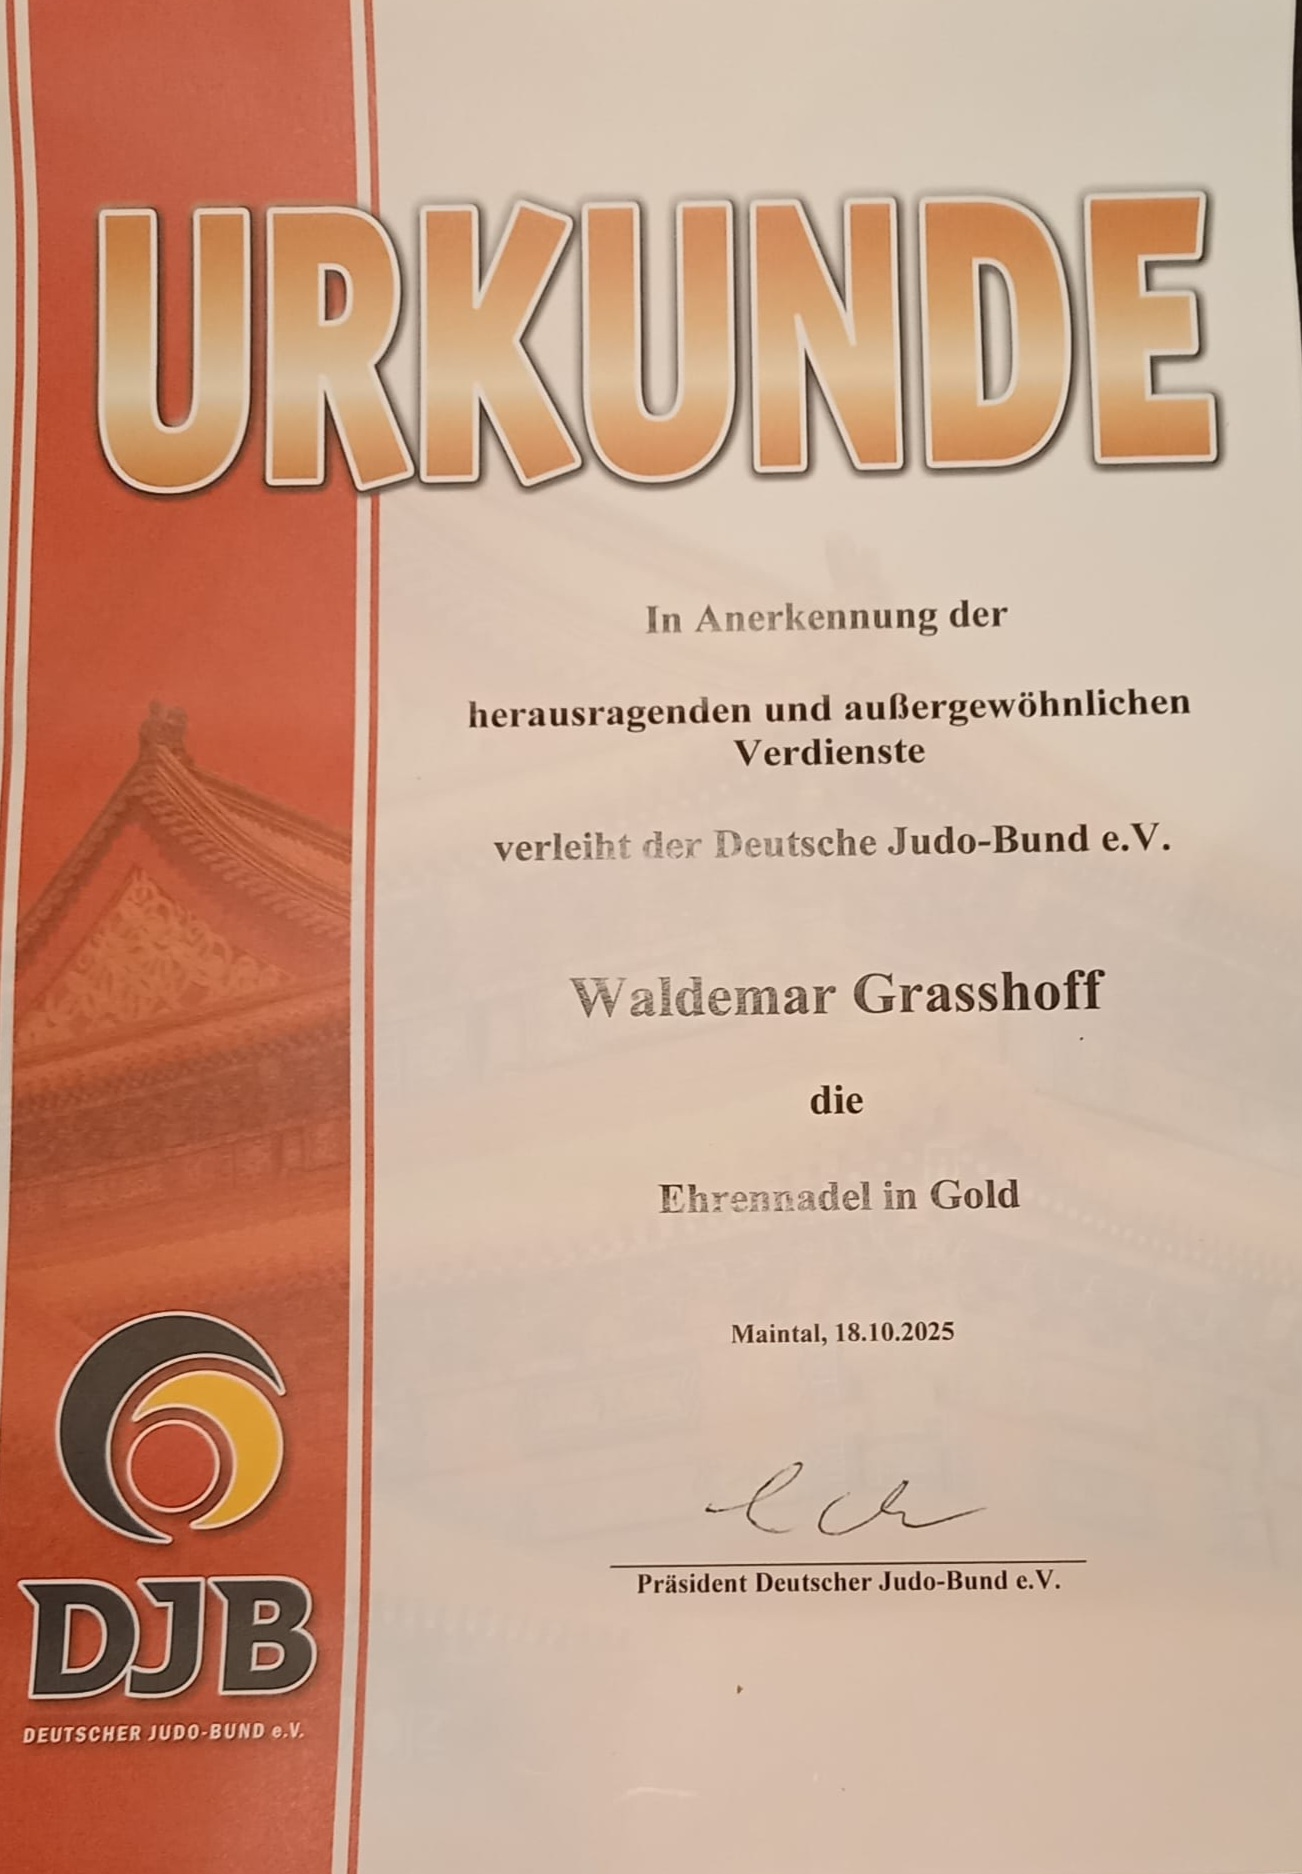 URKUNDE
In Anerkennung der
herausragenden und außergewöhnlichen
Verdienste
verleiht der Deutsche Judo-Bund e.V.
Waldemar Grasshoff
die
Ehrennadel in Gold
Maintal, 18.10.2025
Präsident Deutscher Judo-Bund e.V.
DJB
DEUTSCHER JUDO-BUND e.V.